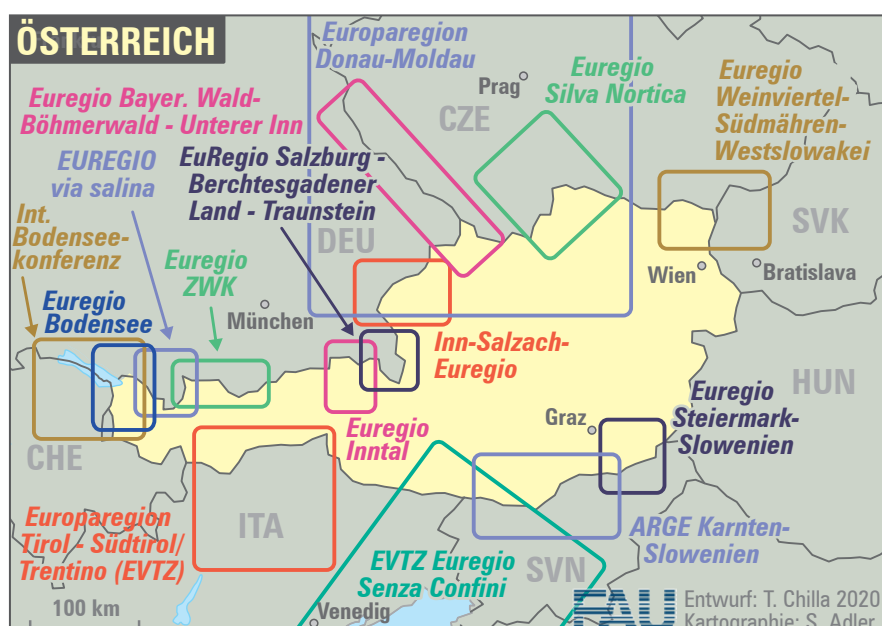 ÖSTERREICH
Europaregion
Donau-Moldau
Prag
Euregio
Silva Nortica
Euregio
Weinviertel-
Südmähren-
Westslowakei
Euregio Bayer. Wald-
Böhmerwald - Unterer Inn
CZE
EUREGIO
via salina
EuRegio Salzburg -
Berchtesgadener
Land - Traunstein
Int.
Bodensee-
konferenz
DEU
SVK
Euregio
ZWK
Wien
Bratislava
Euregio
Bodensee
München
Inn-Salzach-
Euregio
HUN
Euregio
Steiermark-
Slowenien
Graz
Euregio
Inntal
CHE
Europaregion
Tirol - Südtirol/
Trentino (EVTZ)
ITA
ARGE Karnten-
Slowenien
EVTZ Euregio
Senza Confini
SVN
100 km
Venedig
FAU
Entwurf: T. Chilla 2020
Kartographie: S. Adler